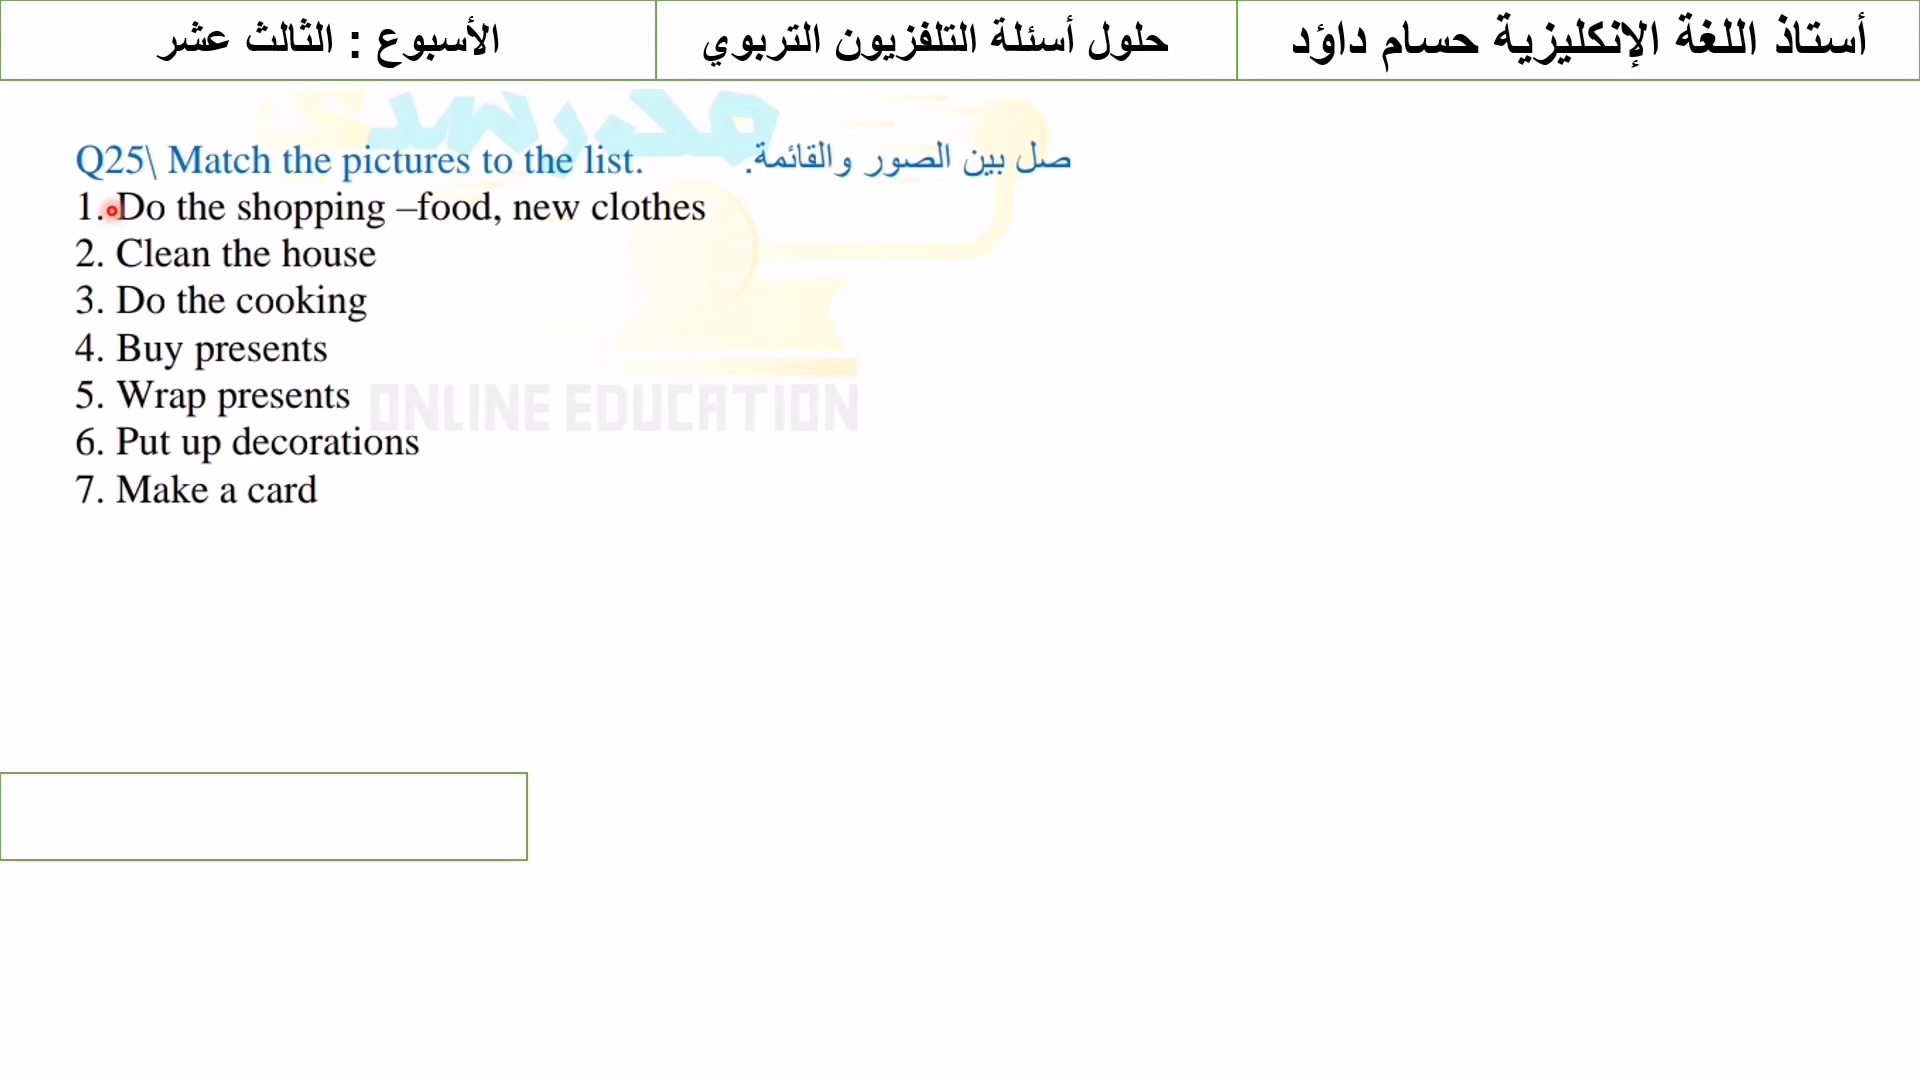 أستاذ اللغة الإنكليزية حسام داؤد
حلول أسئلة التلفزيون التربوي
الأسبوع : الثالث عشر
مدرستي
Q25\ Match the pictures to the list. صل بين الصور والقائمة.
1. Do the shopping –food, new clothes
2. Clean the house
3. Do the cooking
4. Buy presents
5. Wrap presents
6. Put up decorations
7. Make a card
ONLINE EDUCATION